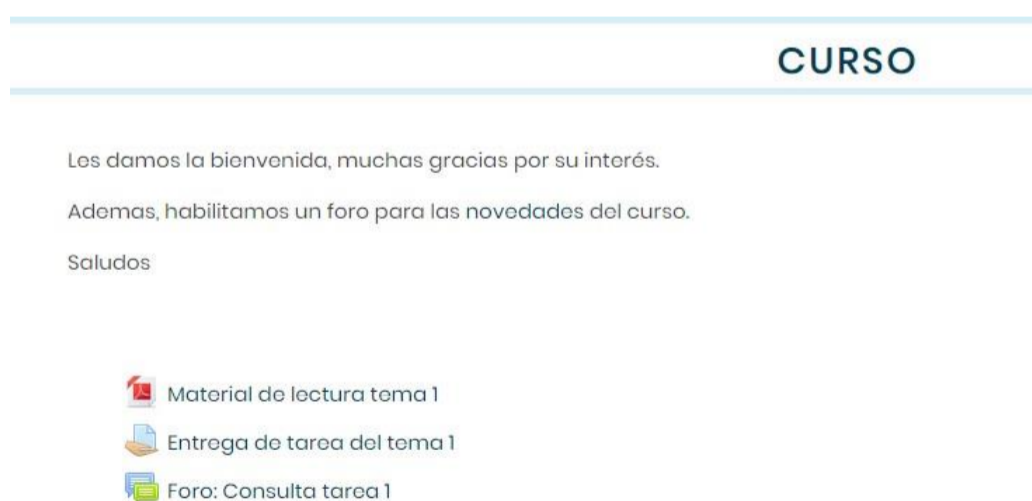 CURSO
Les damos la bienvenida, muchas gracias por su interés.
Ademas, habilitamos un foro para las novedades del curso.
Saludos
Material de lectura tema 1
Entrega de tarea del tema 1
Foro: Consulta tarea 1